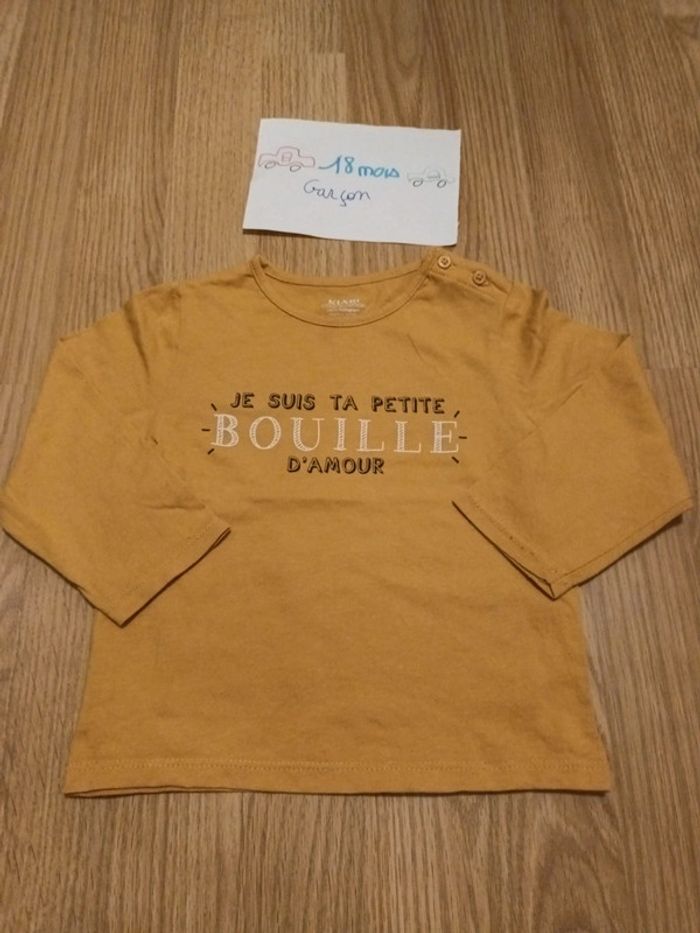 18 mois
Garçon
JE SUIS TA PETITE
BOUILLE
D'AMOUR